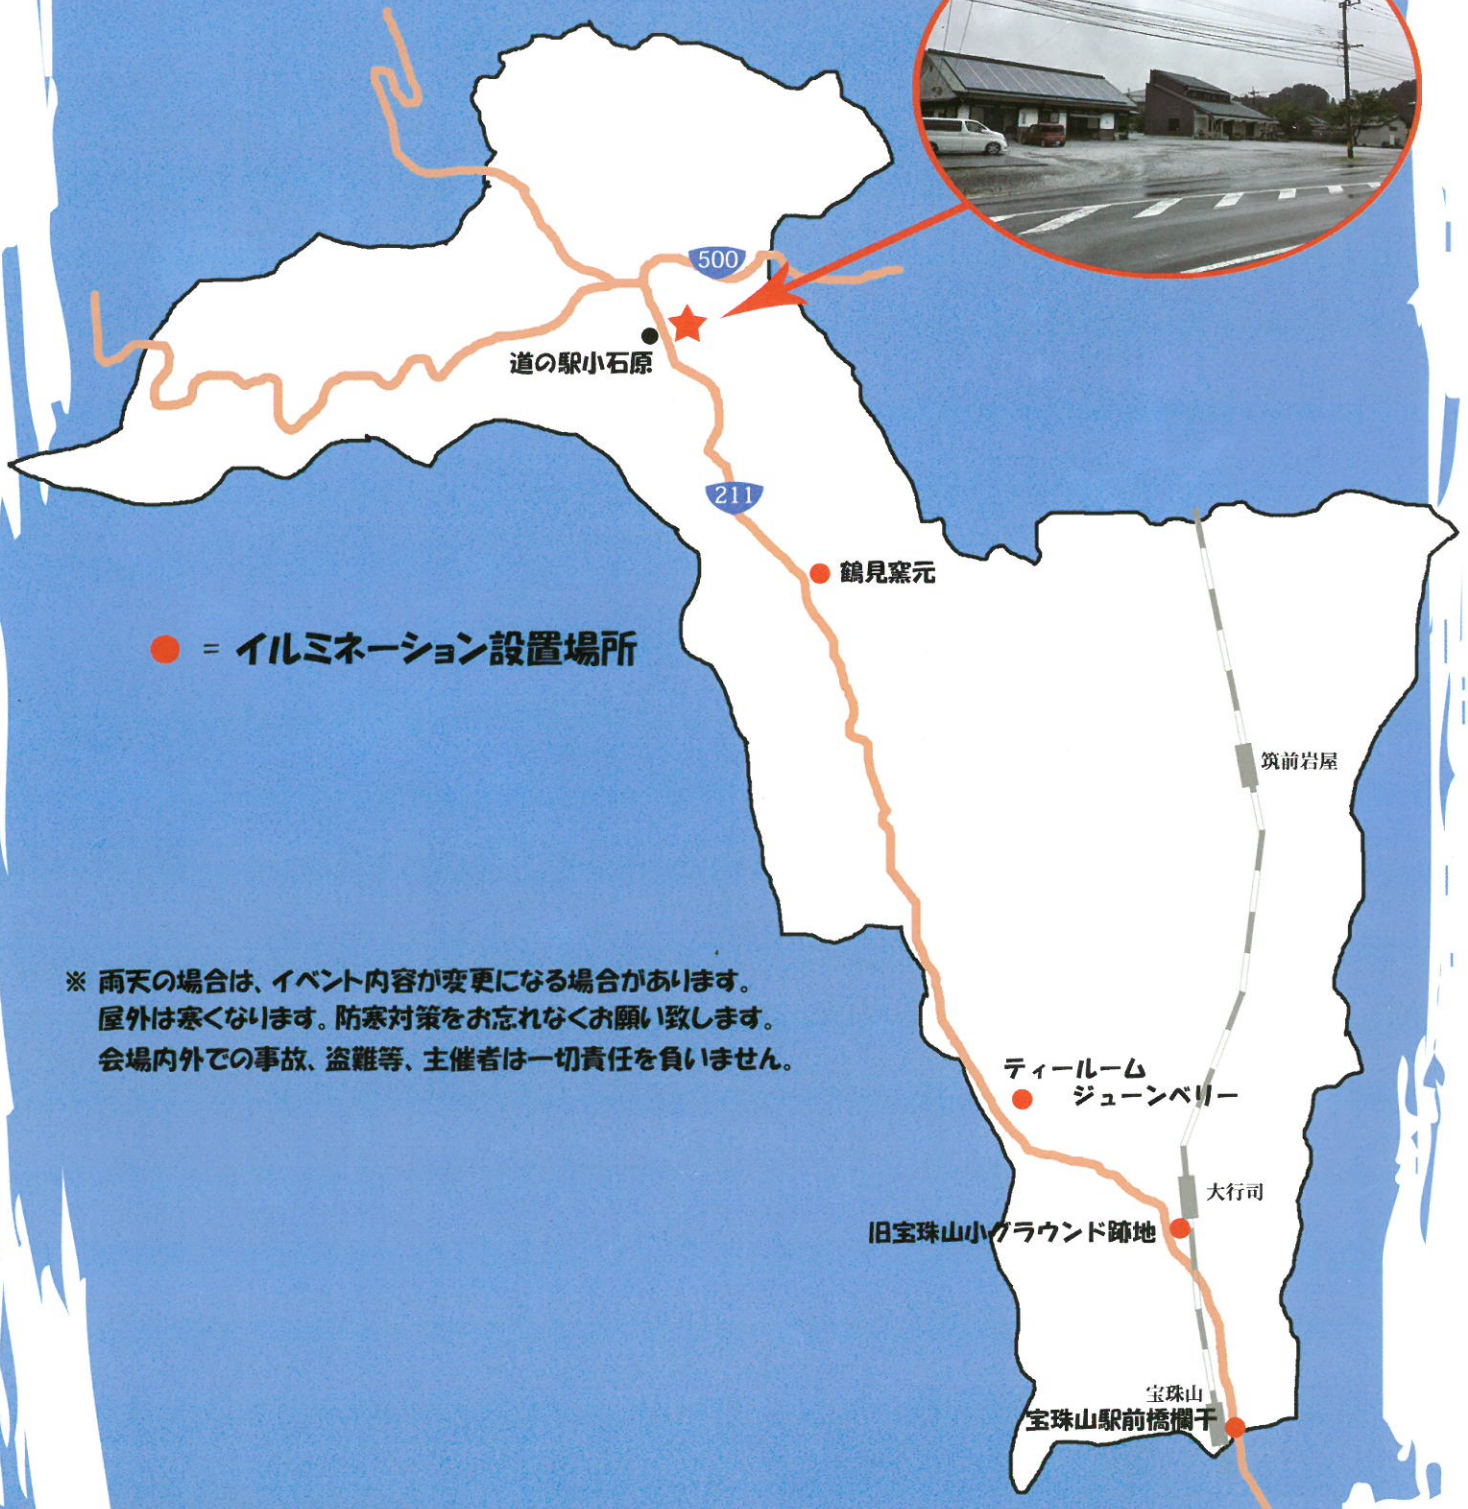 500
道の駅小石原
211
鶴見窯元
● = イルミネーション設置場所
筑前岩屋
※ 雨天の場合は、イベント内容が変更になる場合があります。
屋外は寒くなります。防寒対策をお忘れなくお願い致します。
会場内外での事故、盗難等、主催者は一切責任を負いません。
ティールーム
ジューンベリー
大行司
旧宝珠山小グラウンド跡地
宝珠山
宝珠山駅前橋欄干